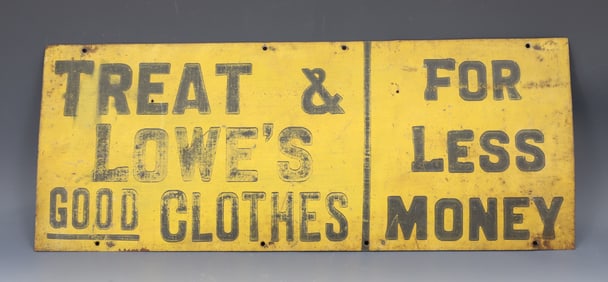 TREAT &
LOWE'S
GOOD CLOTHES
FOR
LESS
MONEY